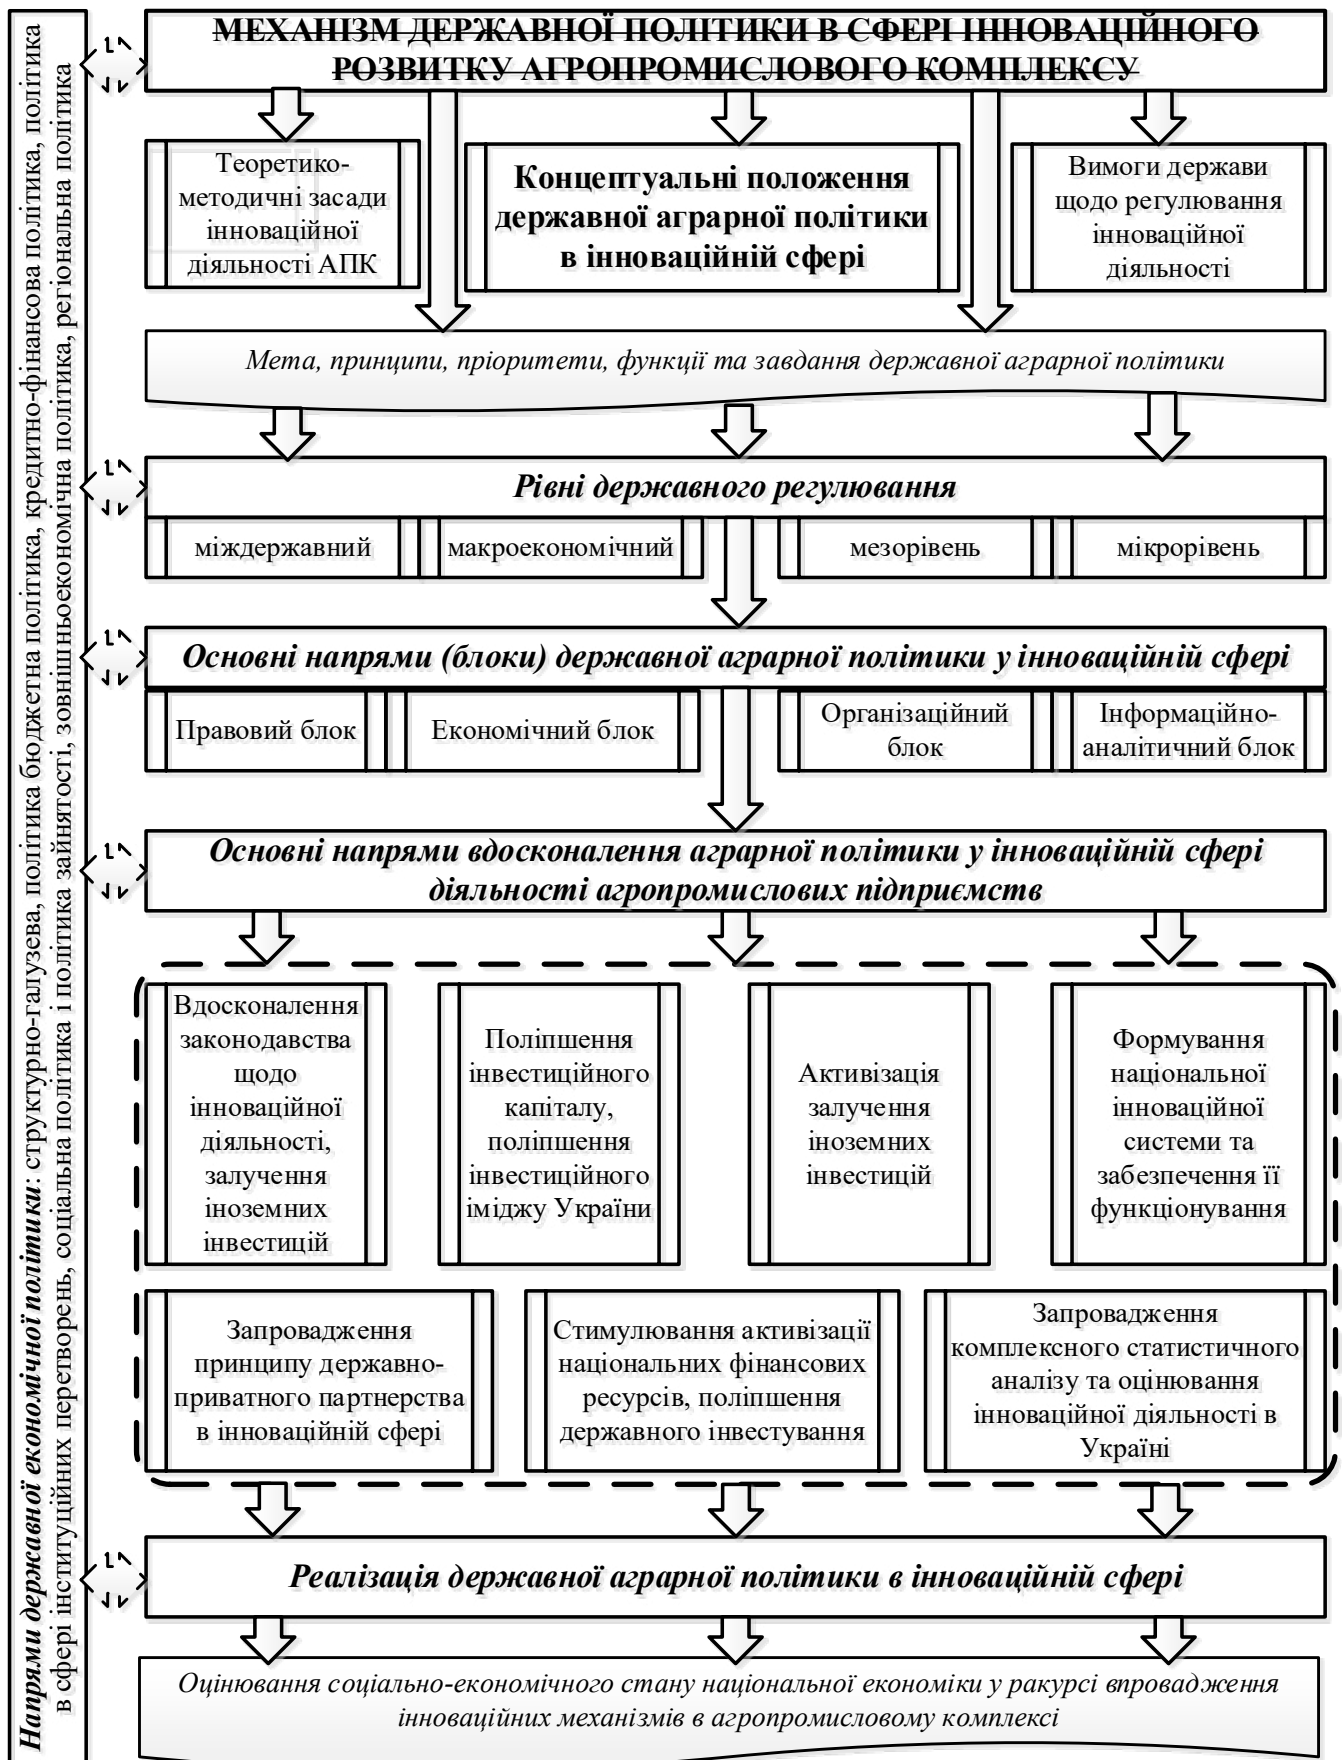 МЕХАНІЗМ ДЕРЖАВНОЇ ПОЛІТИКИ В СФЕРІ ІННОВАЦІЙНОГО
РОЗВИТКУ АГРОПРОМИСЛОВОГО КОМПЛЕКСУ
Напрями державної економічної політики: структурно-галузева, політика бюджетна політика, кредитно-фінансова політика, політика
в сфері інституційних перетворень, соціальна політика і політика зайнятості, зовнішньоекономічна політика, регіональна політика
Теоретико-
методичні засади
інноваційної
діяльності АПК
Концептуальні положення
державної аграрної політики
в інноваційній сфері
Вимоги держави
щодо регулювання
інноваційної
діяльності
Мета, принципи, пріоритети, функції та завдання державної аграрної політики
Рівні державного регулювання
міждержавний
макроекономічний
мезорівень
мікрорівень
Основні напрями (блоки) державної аграрної політики у інноваційній сфері
Правовий блок
Економічний блок
Організаційний
блок
Інформаційно-
аналітичний блок
Основні напрями вдосконалення аграрної політики у інноваційній сфері
діяльності агропромислових підприємств
Вдосконалення
законодавства
щодо
інноваційної
діяльності,
залучення
іноземних
інвестицій
Поліпшення
інвестиційного
капіталу,
поліпшення
інвестиційного
іміджу України
Активізація
залучення
іноземних
інвестицій
Формування
національної
інноваційної
системи та
забезпечення її
функціонування
Запровадження
принципу державно-
приватного партнерства
в інноваційній сфері
Стимулювання активізації
національних фінансових
ресурсів, поліпшення
державного інвестування
Запровадження
комплексного статистичного
аналізу та оцінювання
інноваційної діяльності в
Україні
Реалізація державної аграрної політики в інноваційній сфері
Оцінювання соціально-економічного стану національної економіки у ракурсі впровадження
інноваційних механізмів в агропромисловому комплексі